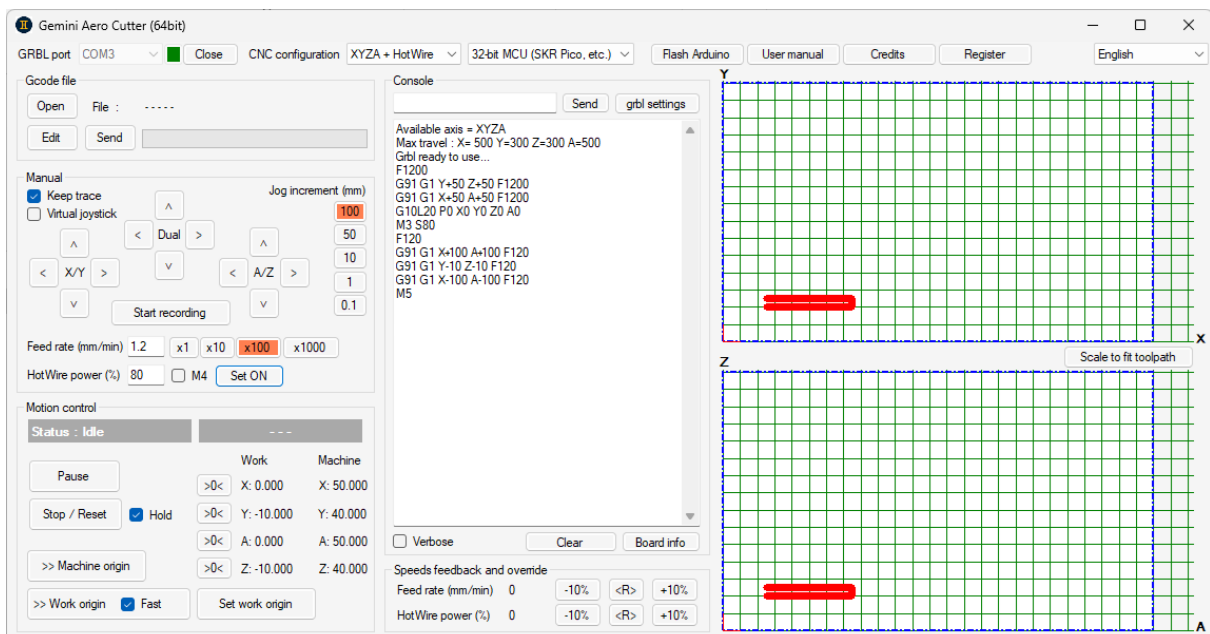 Gemini Aero Cutter (64bit)
GRBL port COM3 Close CNC configuration XYZA + HotWire 32-bit MCU (SKR Pico, etc.) Flash Arduino User manual Credits Register English
Gcode file
Open File : -----
Edit Send
Manual
Keep trace
Jog increment (mm)
Virtual joystick
100
< Dual >
50
10
< X/Y > < A/Z >
1
0.1
Start recording
Feed rate (mm/min) 1.2 x1 x10 x100 x1000
HotWire power (%) 80 M4 Set ON
Motion control
Status : Idle ---
Work Machine
Pause
>0< X: 0.000 X: 50.000
Stop / Reset Hold >0< Y: -10.000 Y: 40.000
>0< A: 0.000 A: 50.000
>> Machine origin >0< Z: -10.000 Z: 40.000
>> Work origin Fast Set work origin
Console
Send grbl settings
Available axis = XYZA
Max travel : X= 500 Y=300 Z=300 A=500
Grbl ready to use...
F1200
G91 G1 Y+50 Z+50 F1200
G91 G1 X+50 A+50 F1200
G10L20 P0 X0 Y0 Z0 A0
M3 S80
F120
G91 G1 X+100 A+100 F120
G91 G1 Y-10 Z-10 F120
G91 G1 X-100 A-100 F120
M5
Verbose Clear Board info
Speeds feedback and override
Feed rate (mm/min) 0 -10% <R> +10%
HotWire power (%) 0 -10% <R> +10%
Y
X
Scale to fit toolpath
Z
A